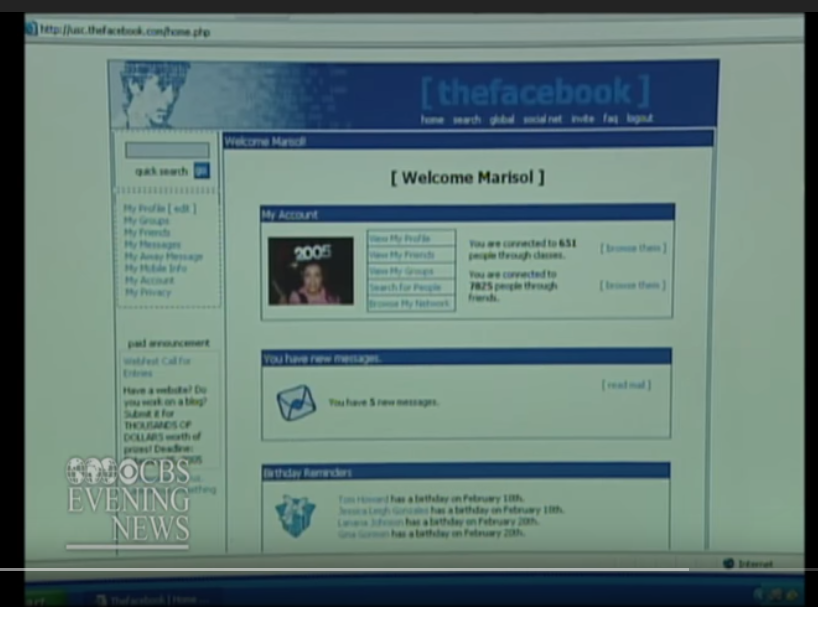 http://usc.thefacebook.com/home.php
[ thefacebook ]
home search global social net invite faq logout
quick search go
Welcome Marisol!
[ Welcome Marisol ]
My Profile [ edit ]
My Groups
My Friends
My Messages
My Away Message
My Mobile Info
My Account
My Privacy
My Account
2005
View My Profile
View My Friends
View My Groups
Search for People
Browse My Network
You are connected to 651
people through classes.
[ browse them ]
You are connected to
7825 people through
friends.
[ browse them ]
paid announcement
WebFest Call For
Entries
Have a website? Do
you work on a blog?
Submit it for
THOUSANDS OF
DOLLARS worth of
prizes! Deadline:
2005
You have new messages.
You have 5 new messages.
[ read mail ]
Birthday Reminders
Tom Howard has a birthday on February 18th.
Jessica Leigh Gonzales has a birthday on February 18th.
Lanana Johnson has a birthday on February 20th.
Gina Gorman has a birthday on February 20th.
CBS
EVENING
NEWS
Internet
Thefacebook | Home